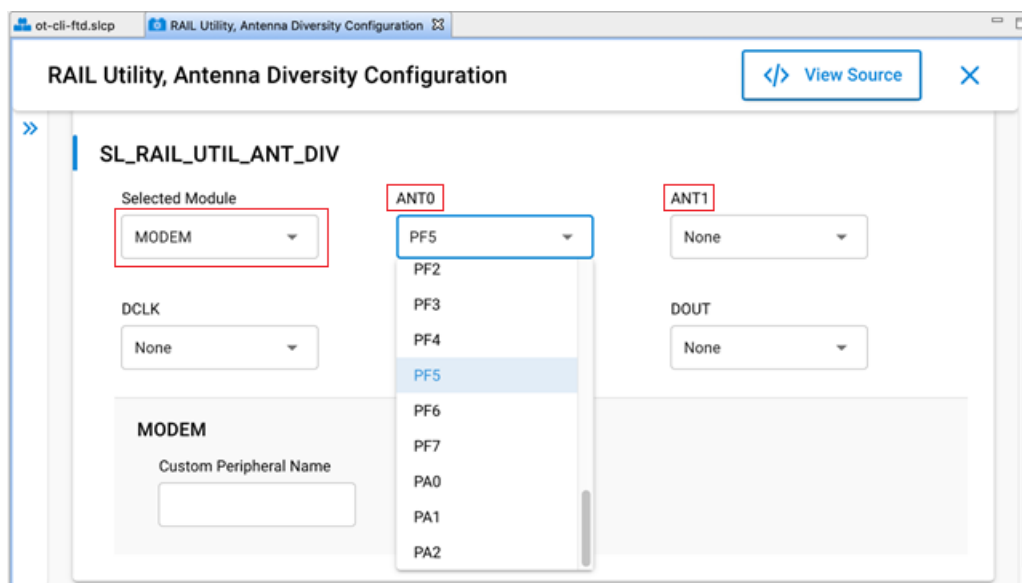 ot-cli-ftd.slcp
RAIL Utility, Antenna Diversity Configuration
RAIL Utility, Antenna Diversity Configuration
</> View Source
SL_RAIL_UTIL_ANT_DIV
Selected Module
ANT0
ANT1
MODEM
PF5
None
PF2
PF3
PF4
PF5
PF6
PF7
PA0
PA1
PA2
DCLK
DOUT
None
None
MODEM
Custom Peripheral Name